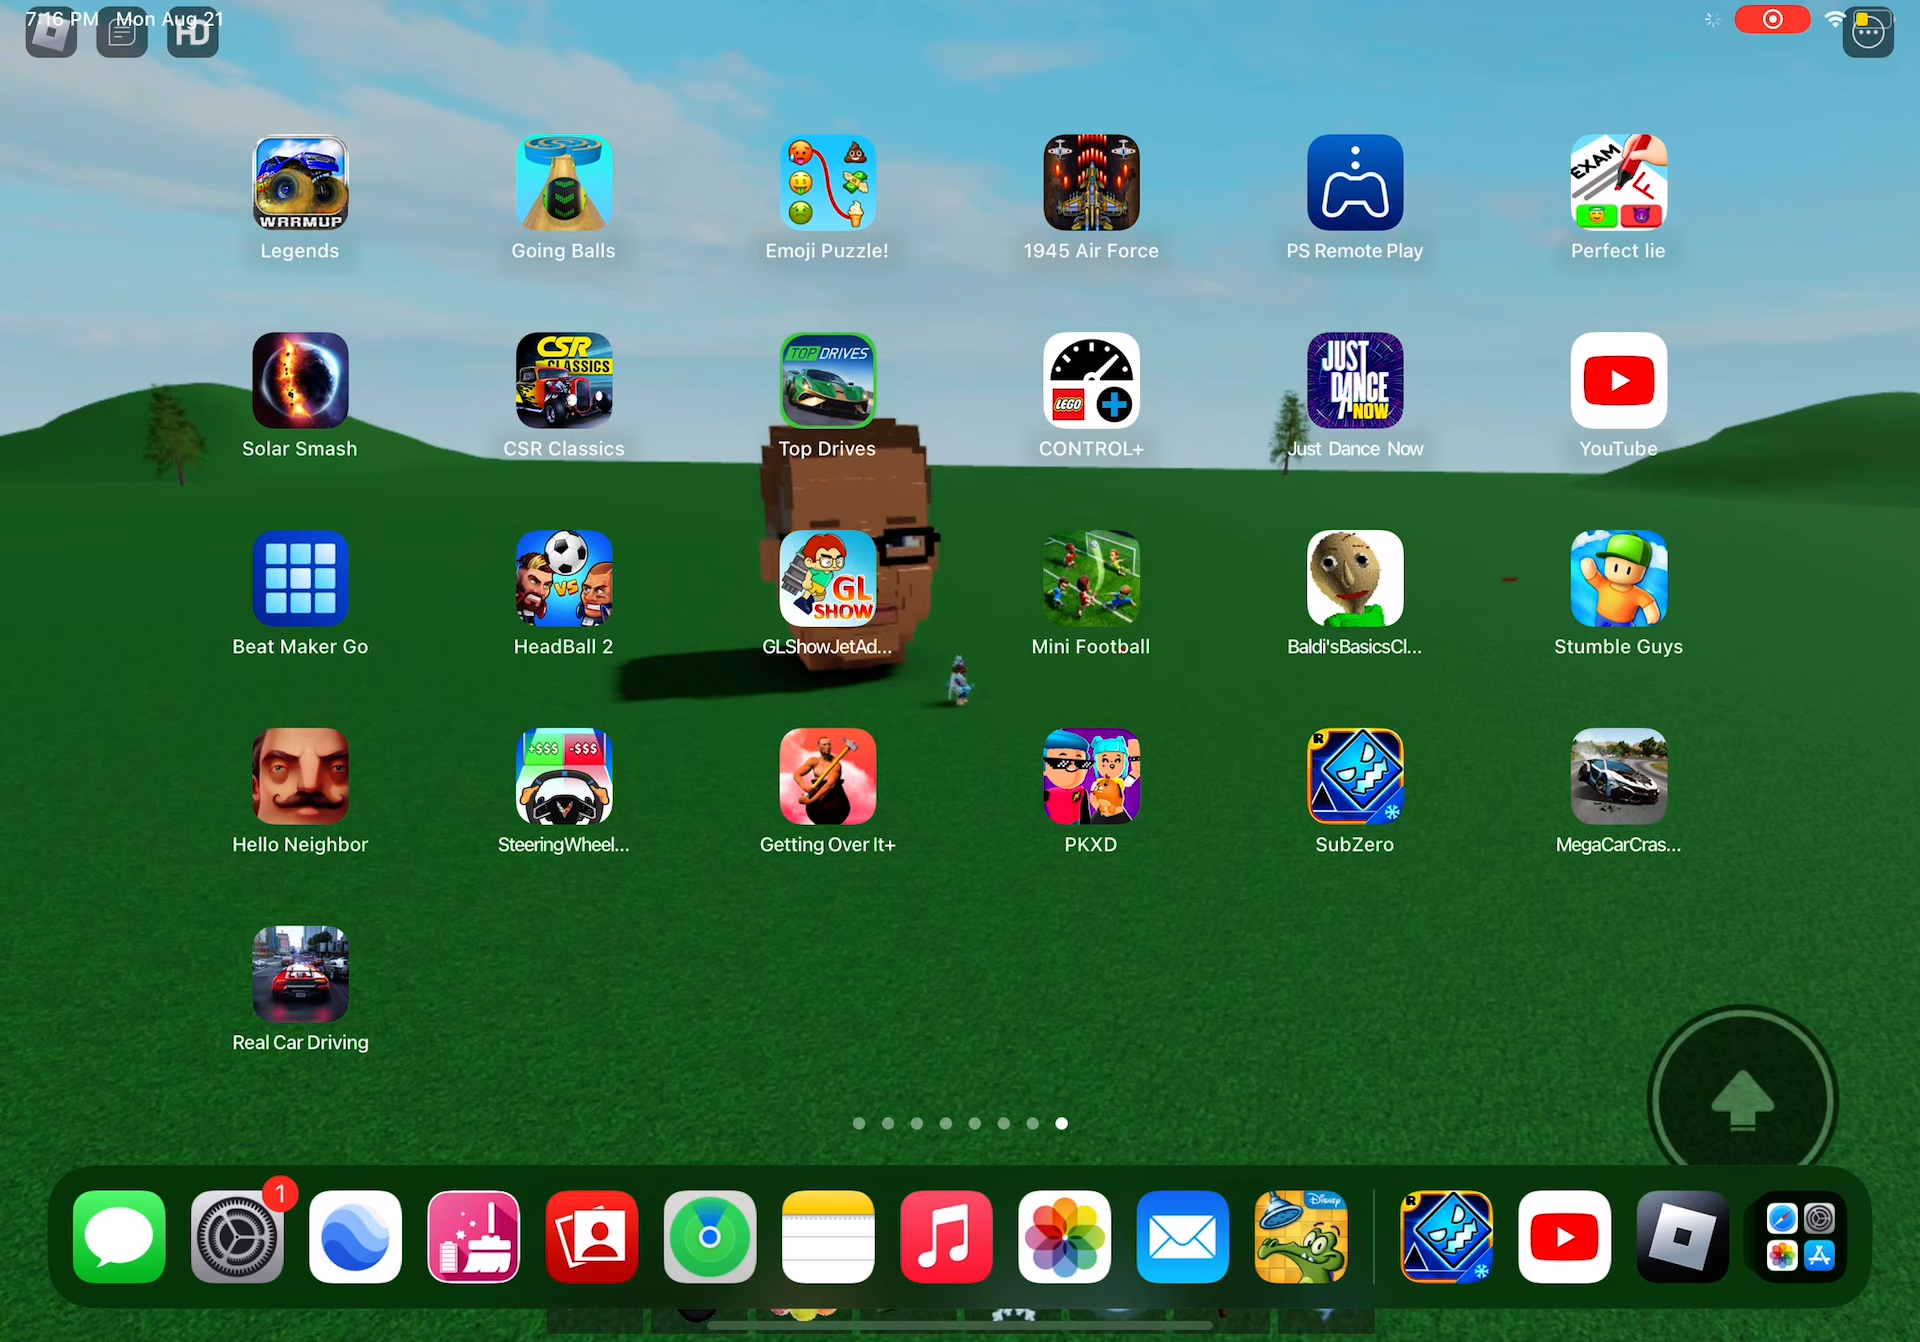 7:16 PM Mon Aug 21
HD
WARMUP
EXAM
F
Legends
Going Balls
Emoji Puzzle!
1945 Air Force
PS Remote Play
Perfect lie
CSR
CLASSICS
TOP DRIVES
LEGO
JUST
DANCE
NOW
Solar Smash
CSR Classics
Top Drives
CONTROL+
Just Dance Now
YouTube
VS
GL
SHOW
Beat Maker Go
HeadBall 2
GLShowJetAd...
Mini Football
Baldi'sBasicsCl...
Stumble Guys
+$$$ -$$$
R
Hello Neighbor
SteeringWheel...
Getting Over It+
PKXD
SubZero
MegaCarCras...
Real Car Driving
1
Disney
R